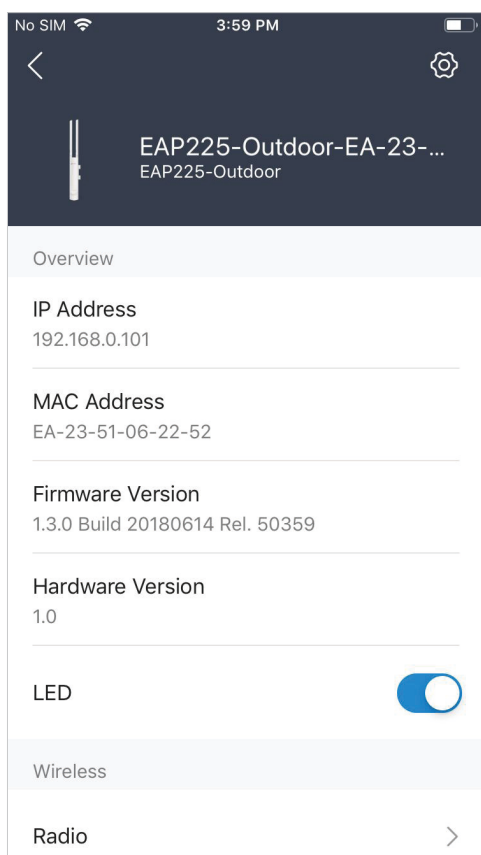 No SIM 3:59 PM
EAP225-Outdoor-EA-23-...
EAP225-Outdoor
Overview
IP Address
192.168.0.101
MAC Address
EA-23-51-06-22-52
Firmware Version
1.3.0 Build 20180614 Rel. 50359
Hardware Version
1.0
LED
Wireless
Radio